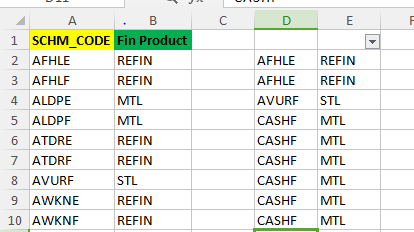 A B C D E
1 SCHM_CODE Fin Product
2 AFHLE REFIN AFHLE REFIN
3 AFHLF REFIN AFHLE REFIN
4 ALDPE MTL AVURF STL
5 ALDPF MTL CASHF MTL
6 ATDRE REFIN CASHF MTL
7 ATDRF REFIN CASHF MTL
8 AVURF STL CASHF MTL
9 AWKNE REFIN CASHF MTL
10 AWKNF REFIN CASHF MTL